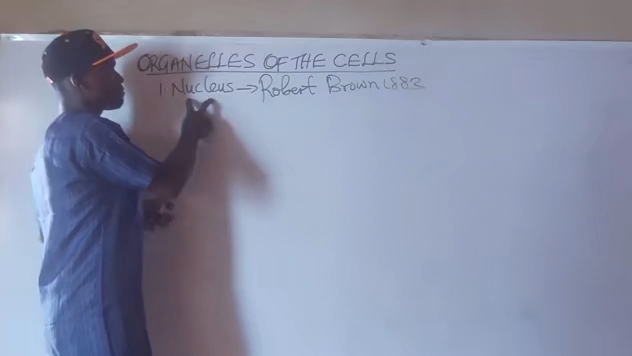 ORGANELLES OF THE CELLS
1. Nucleus → Robert Brown 1883